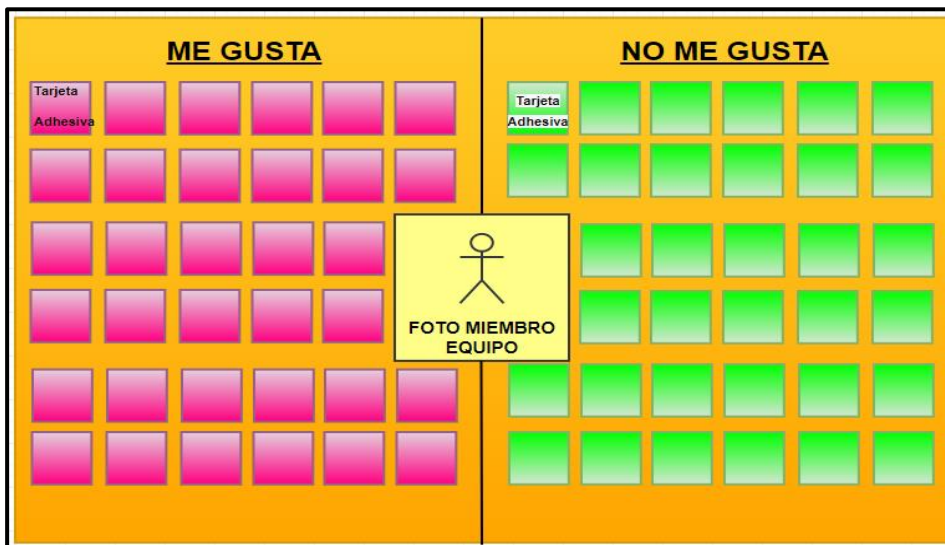 ME GUSTA
NO ME GUSTA
Tarjeta
Adhesiva
Tarjeta
Adhesiva
FOTO MIEMBRO
EQUIPO